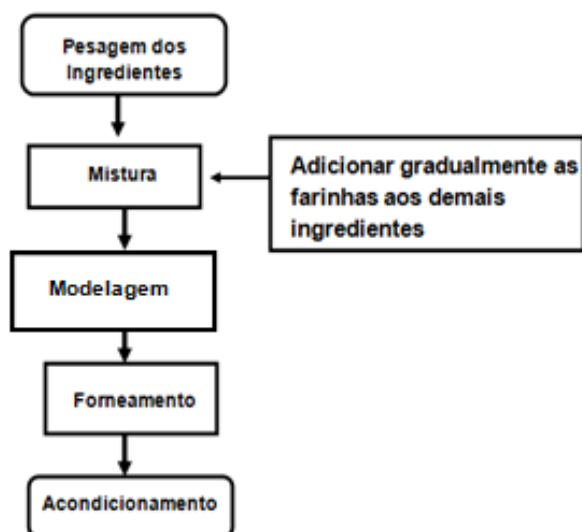 Pesagem dos
Ingredientes
Mistura
Adicionar gradualmente as
farinhas aos demais
ingredientes
Modelagem
Forneamento
Acondicionamento